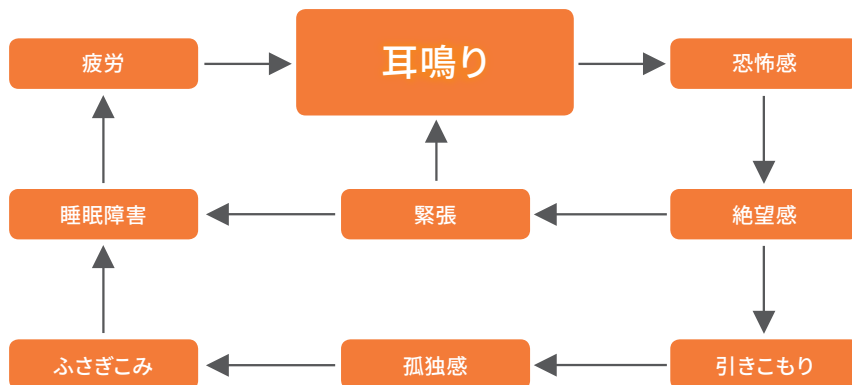 疲労
耳鳴り
恐怖感
睡眠障害
緊張
絶望感
ふさぎこみ
孤独感
引きこもり